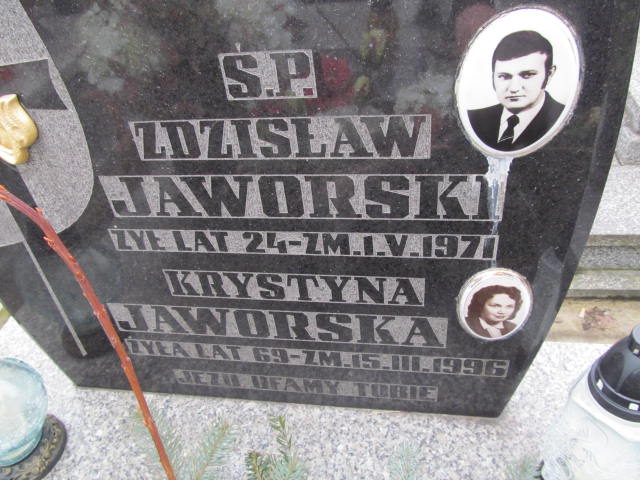 Ś.P.
ZDZISŁAW
JAWORSKI
ŻYŁ LAT 24-ZM.1.V.1971
KRYSTYNA
JAWORSKA
ŻYŁA LAT 69-ZM.15.III.1996
JEZU UFAMY TOBIE